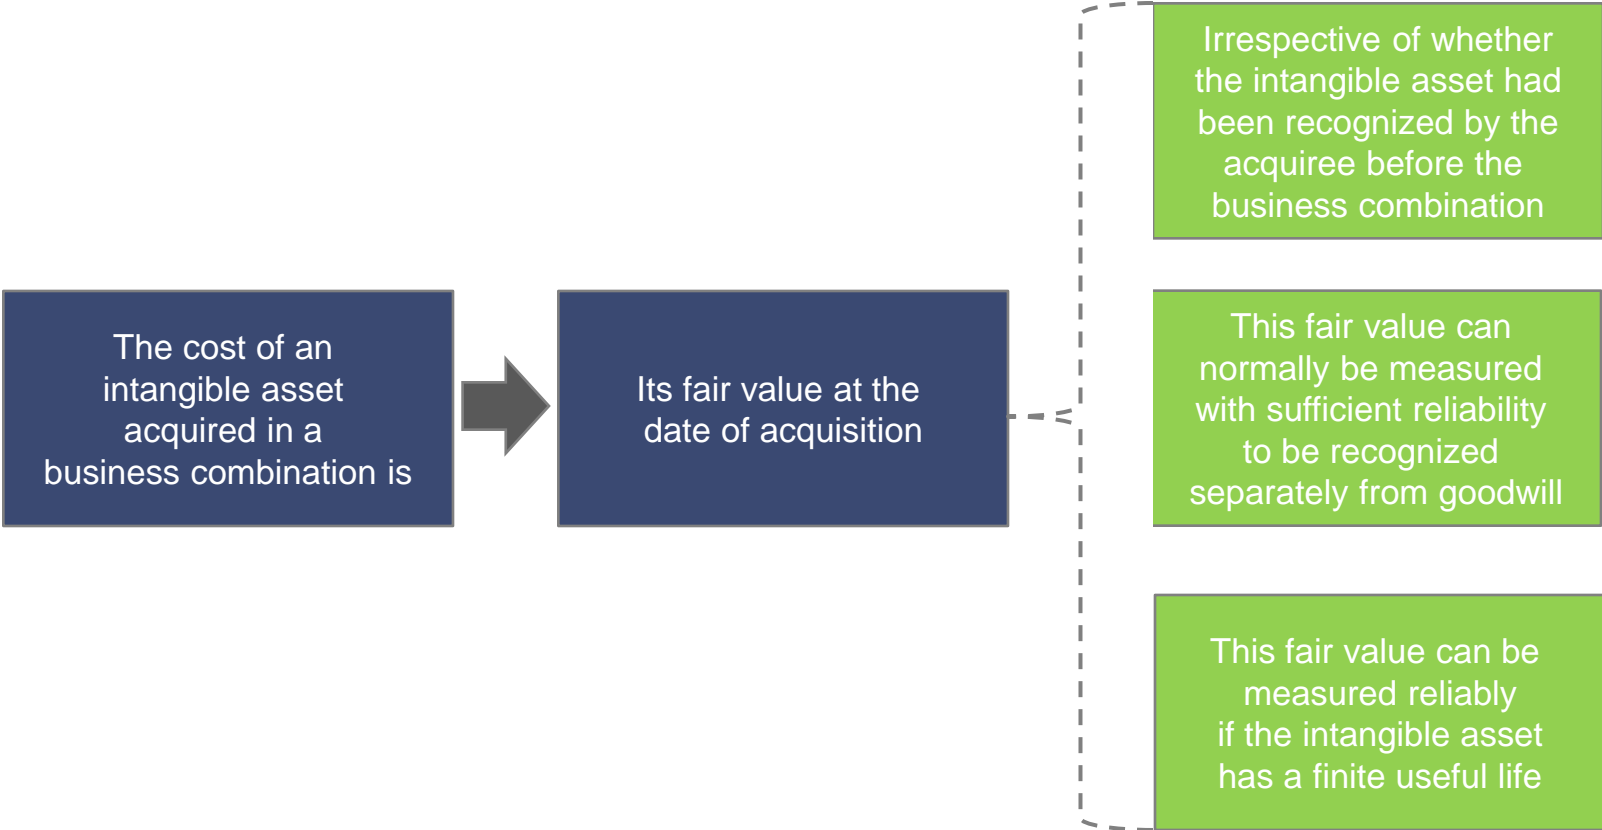 The cost of an
intangible asset
acquired in a
business combination is
Its fair value at the
date of acquisition
Irrespective of whether
the intangible asset had
been recognized by the
acquiree before the
business combination
This fair value can
normally be measured
with sufficient reliability
to be recognized
separately from goodwill
This fair value can be
measured reliably
if the intangible asset
has a finite useful life